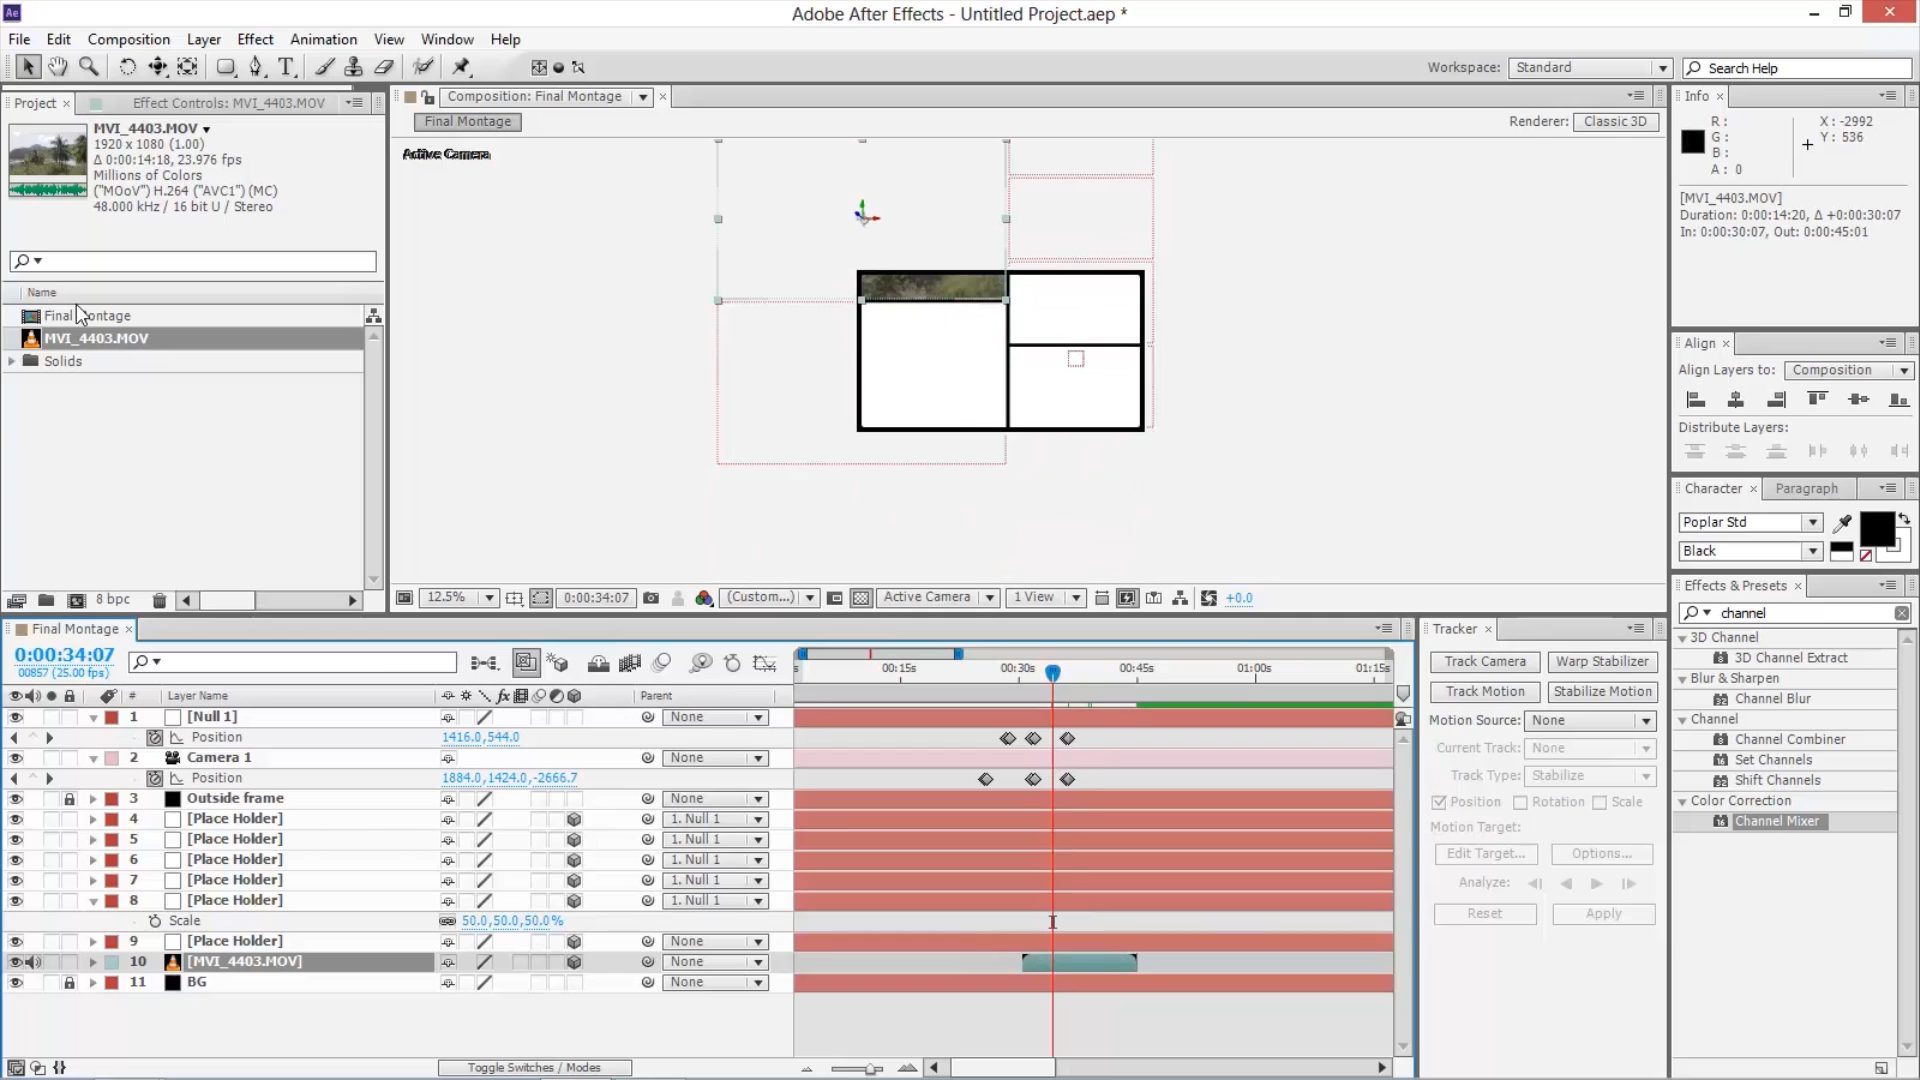 Ae
Adobe After Effects - Untitled Project.aep *
File Edit Composition Layer Effect Animation View Window Help
Workspace: Standard
Search Help
Project × Effect Controls: MVI_4403.MOV
MVI_4403.MOV
1920 x 1080 (1.00)
Δ 0:00:14:18, 23.976 fps
Millions of Colors
("MOoV") H.264 ("AVC1") (MC)
48.000 kHz / 16 bit U / Stereo
Name
Final Montage
MVI_4403.MOV
Solids
8 bpc
Composition: Final Montage ×
Final Montage
Renderer: Classic 3D
Active Camera
12.5% 0:00:34:07 (Custom...) Active Camera 1 View +0.0
Info ×
R : X : -2992
G : Y : 536
B :
A : 0
[MVI_4403.MOV]
Duration: 0:00:14:20, Δ +0:00:30:07
In: 0:00:30:07, Out: 0:00:45:01
Align ×
Align Layers to: Composition
Distribute Layers:
Character × Paragraph
Poplar Std
Black
Effects & Presets ×
channel
3D Channel
3D Channel Extract
Blur & Sharpen
Channel Blur
Channel
Channel Combiner
Set Channels
Shift Channels
Color Correction
Channel Mixer
Final Montage ×
0:00:34:07
00857 (25.00 fps)
s 00:15s 00:30s 00:45s 01:00s 01:15s
# Layer Name Parent
1 [Null 1] None
Position 1416.0,544.0
2 Camera 1 None
Position 1884.0,1424.0,-2666.7
3 Outside frame None
4 [Place Holder] 1. Null 1
5 [Place Holder] 1. Null 1
6 [Place Holder] 1. Null 1
7 [Place Holder] 1. Null 1
8 [Place Holder] 1. Null 1
Scale 50.0,50.0,50.0%
9 [Place Holder] None
10 [MVI_4403.MOV] None
11 BG None
Toggle Switches / Modes
Tracker ×
Track Camera Warp Stabilizer
Track Motion Stabilize Motion
Motion Source: None
Current Track: None
Track Type: Stabilize
Position Rotation Scale
Motion Target:
Edit Target... Options...
Analyze:
Reset Apply